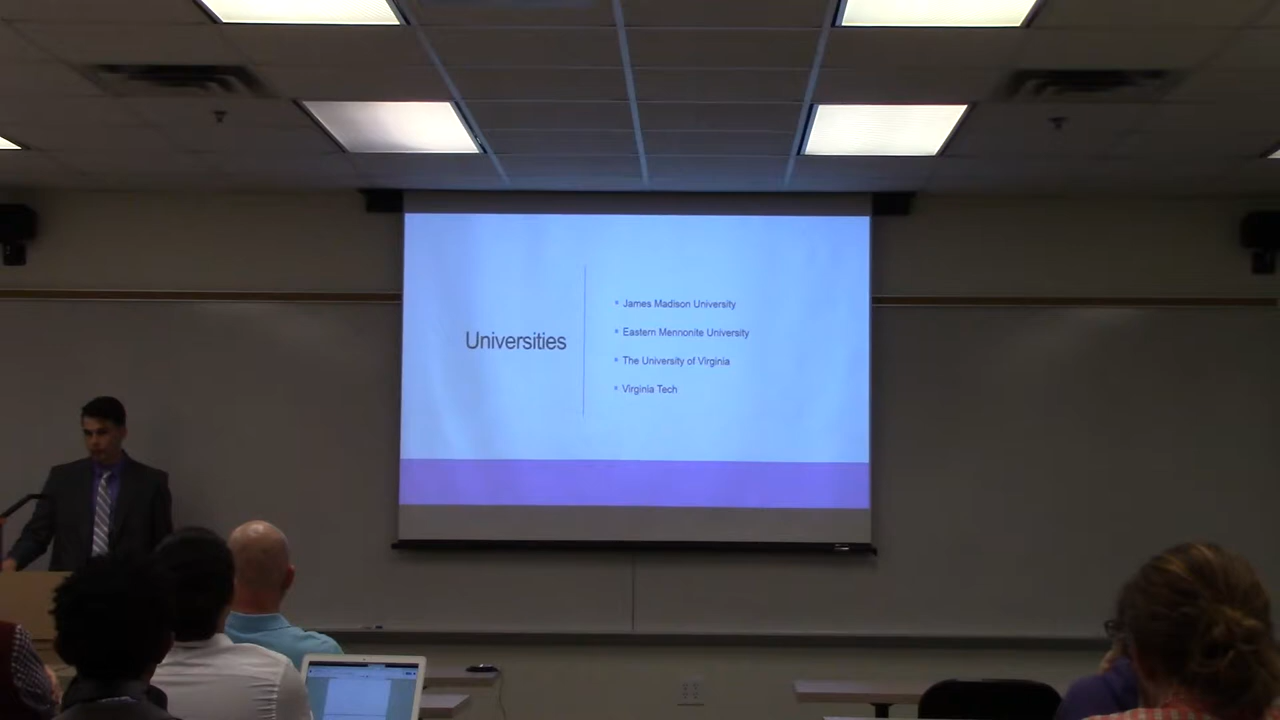 Universities
James Madison University
Eastern Mennonite University
The University of Virginia
Virginia Tech